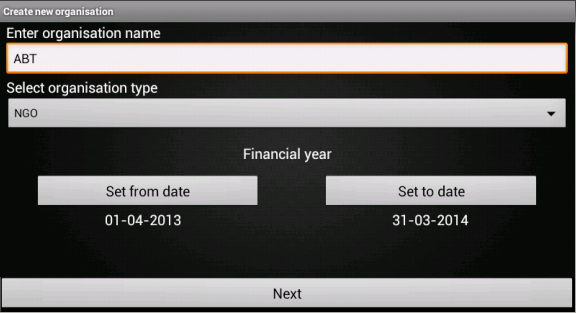 Create new organisation
Enter organisation name
ABT
Select organisation type
NGO
Financial year
Set from date
Set to date
01-04-2013
31-03-2014
Next